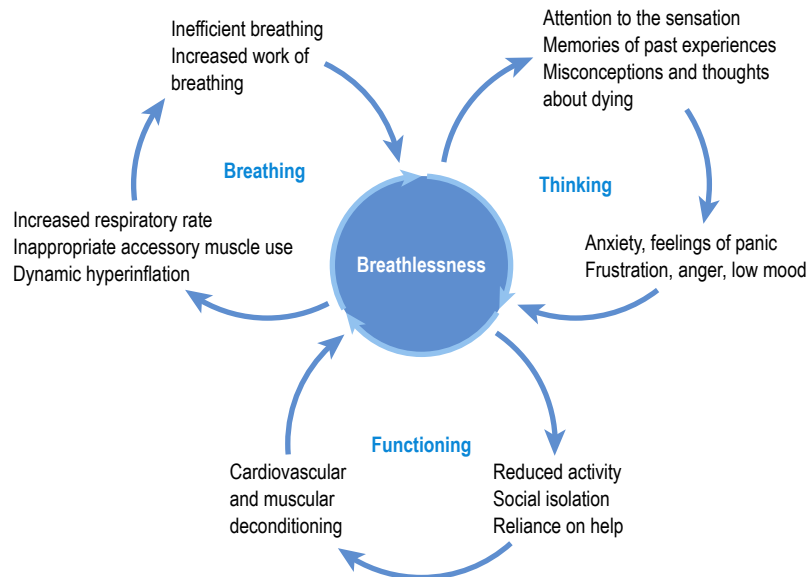 Inefficient breathing
Increased work of
breathing
Attention to the sensation
Memories of past experiences
Misconceptions and thoughts
about dying
Breathing
Thinking
Increased respiratory rate
Inappropriate accessory muscle use
Dynamic hyperinflation
Breathlessness
Anxiety, feelings of panic
Frustration, anger, low mood
Functioning
Cardiovascular
and muscular
deconditioning
Reduced activity
Social isolation
Reliance on help